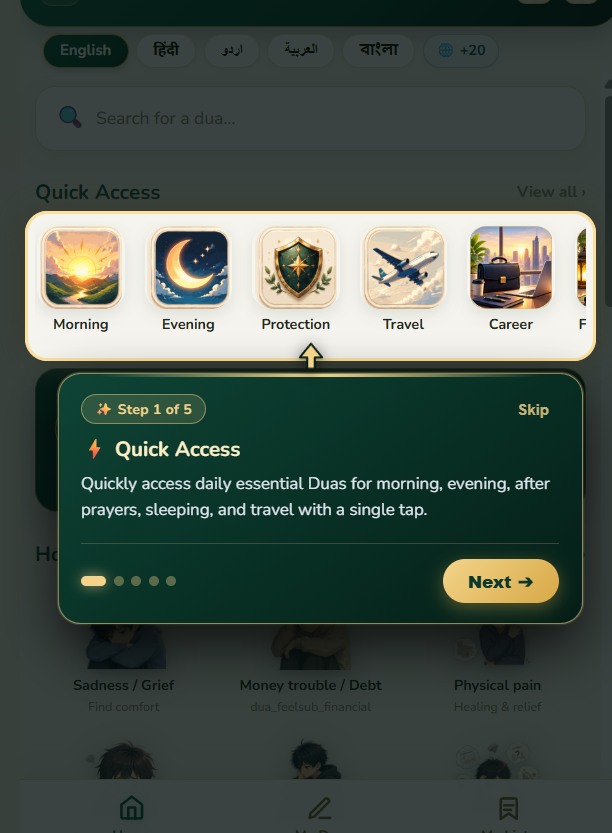 English
हिंदी
اردو
العربية
বাংলা
+20
Search for a dua...
Quick Access
View all ›
Morning
Evening
Protection
Travel
Career
Step 1 of 5
Skip
Quick Access
Quickly access daily essential Duas for morning, evening, after
prayers, sleeping, and travel with a single tap.
Next →
Sadness / Grief
Money trouble / Debt
Physical pain
Find comfort
dua_feelsub_financial
Healing & relief